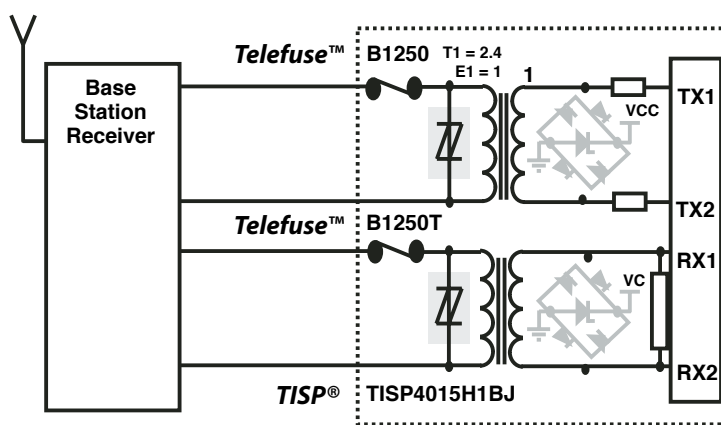 Telefuse™ B1250 T1 = 2.4
E1 = 1 1
Base
Station
Receiver
VCC
TX1
TX2
Telefuse™ B1250T
RX1
VC
RX2
TISP® TISP4015H1BJ